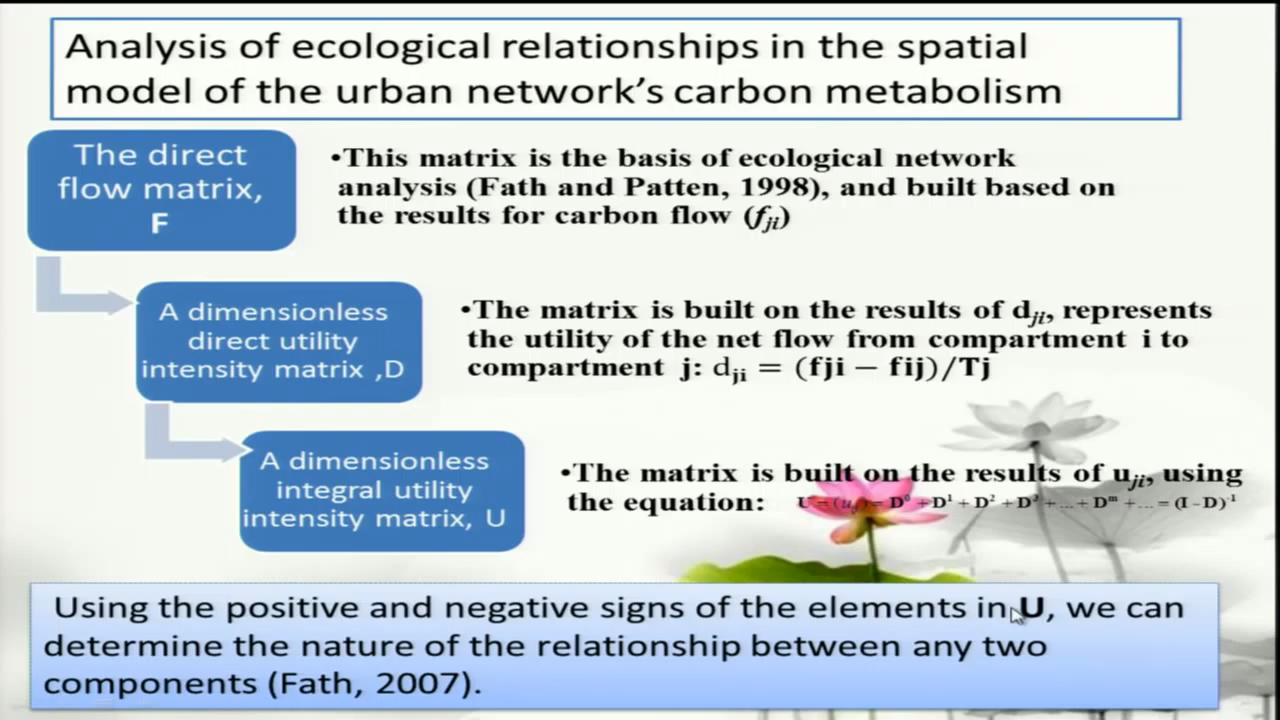 Analysis of ecological relationships in the spatial
model of the urban network's carbon metabolism
The direct
flow matrix,
F
•This matrix is the basis of ecological network
analysis (Fath and Patten, 1998), and built based on
the results for carbon flow (fji)
A dimensionless
direct utility
intensity matrix ,D
•The matrix is built on the results of dji, represents
the utility of the net flow from compartment i to
compartment j: dji = (fji − fij)/Tj
A dimensionless
integral utility
intensity matrix, U
•The matrix is built on the results of uji, using
the equation: U = (uij) = D⁰ + D¹ + D² + D³ + ... + Dᵐ + ... = (I - D)⁻¹
Using the positive and negative signs of the elements in U, we can
determine the nature of the relationship between any two
components (Fath, 2007).